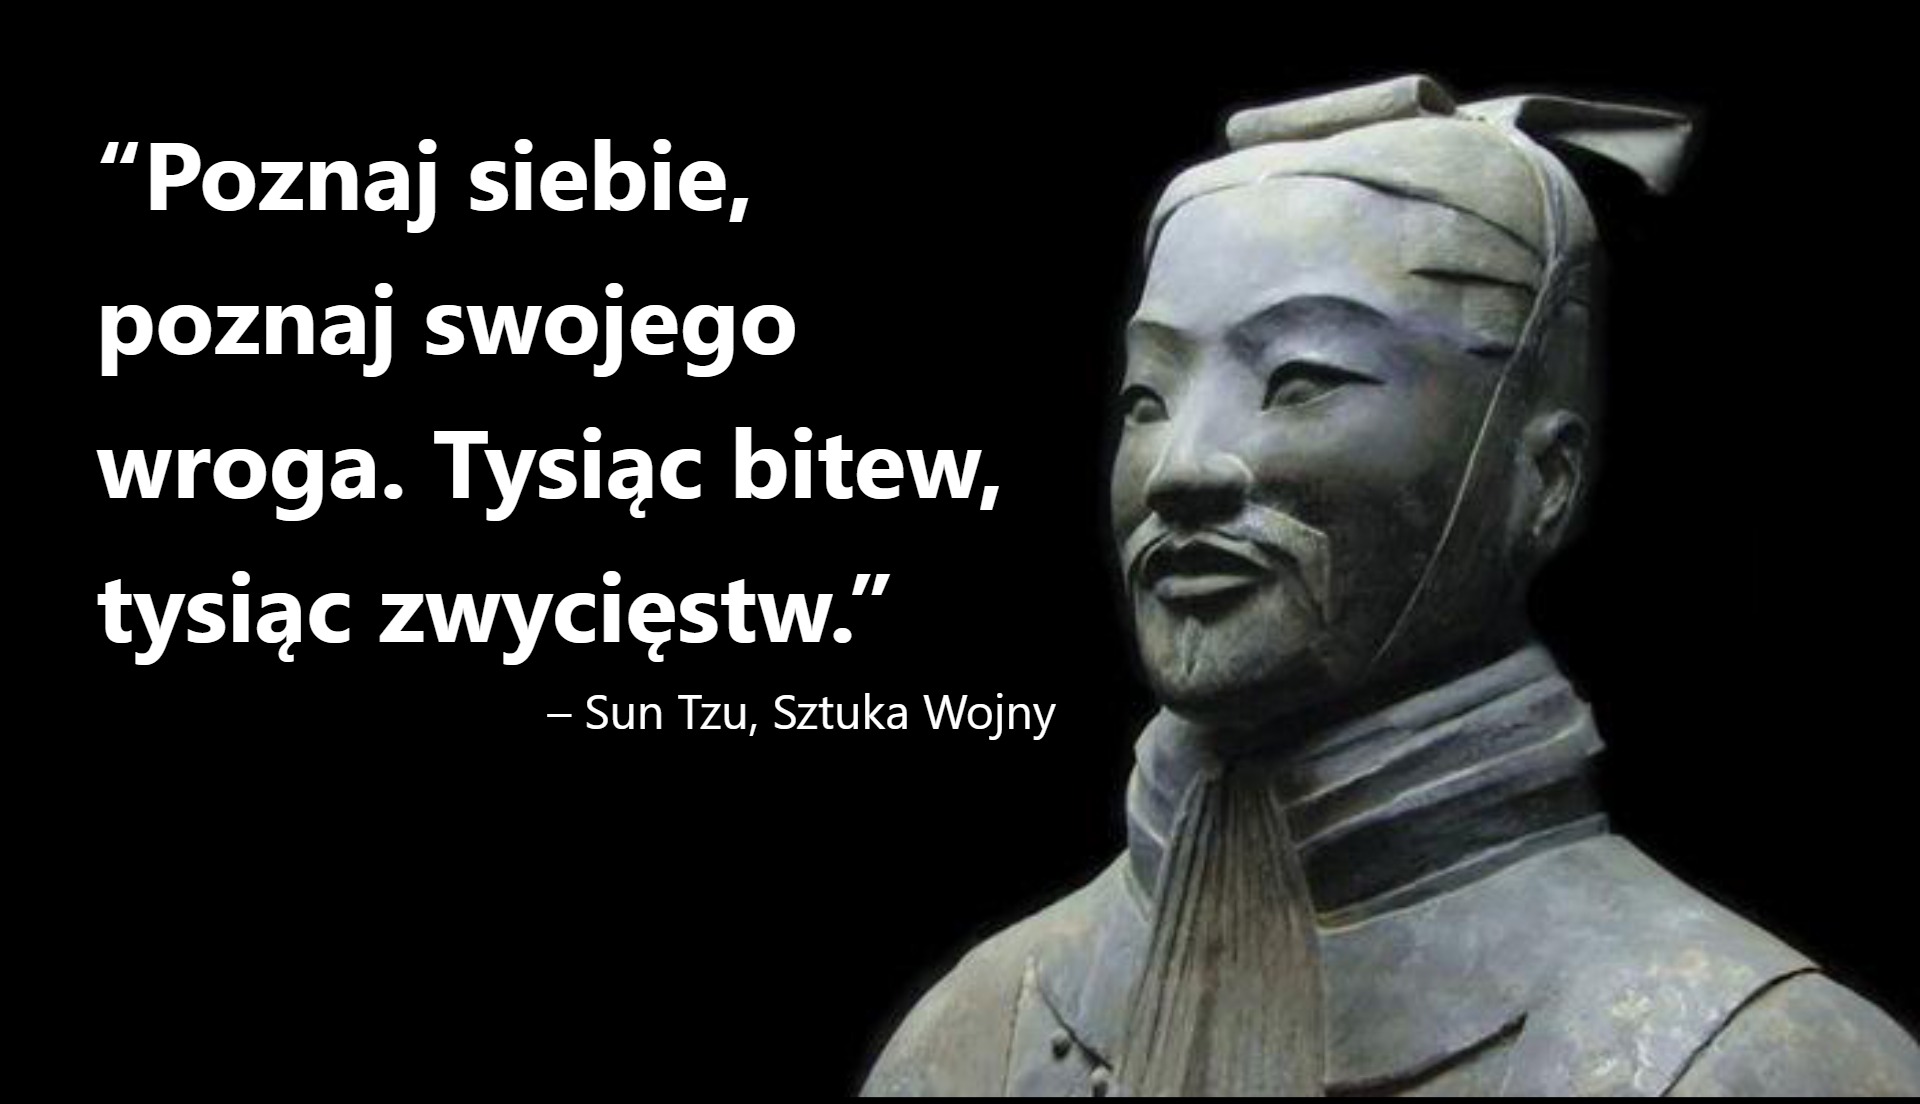 “Poznaj siebie,
poznaj swojego
wroga. Tysiąc bitew,
tysiąc zwycięstw.”
– Sun Tzu, Sztuka Wojny